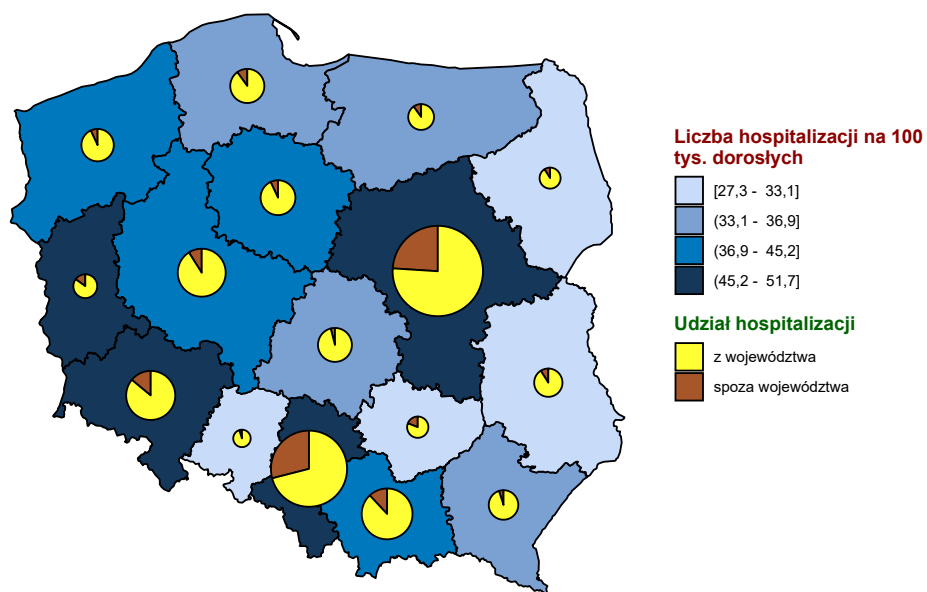 Liczba hospitalizacji na 100
tys. dorosłych
[27,3 - 33,1]
(33,1 - 36,9]
(36,9 - 45,2]
(45,2 - 51,7]
Udział hospitalizacji
z województwa
spoza województwa